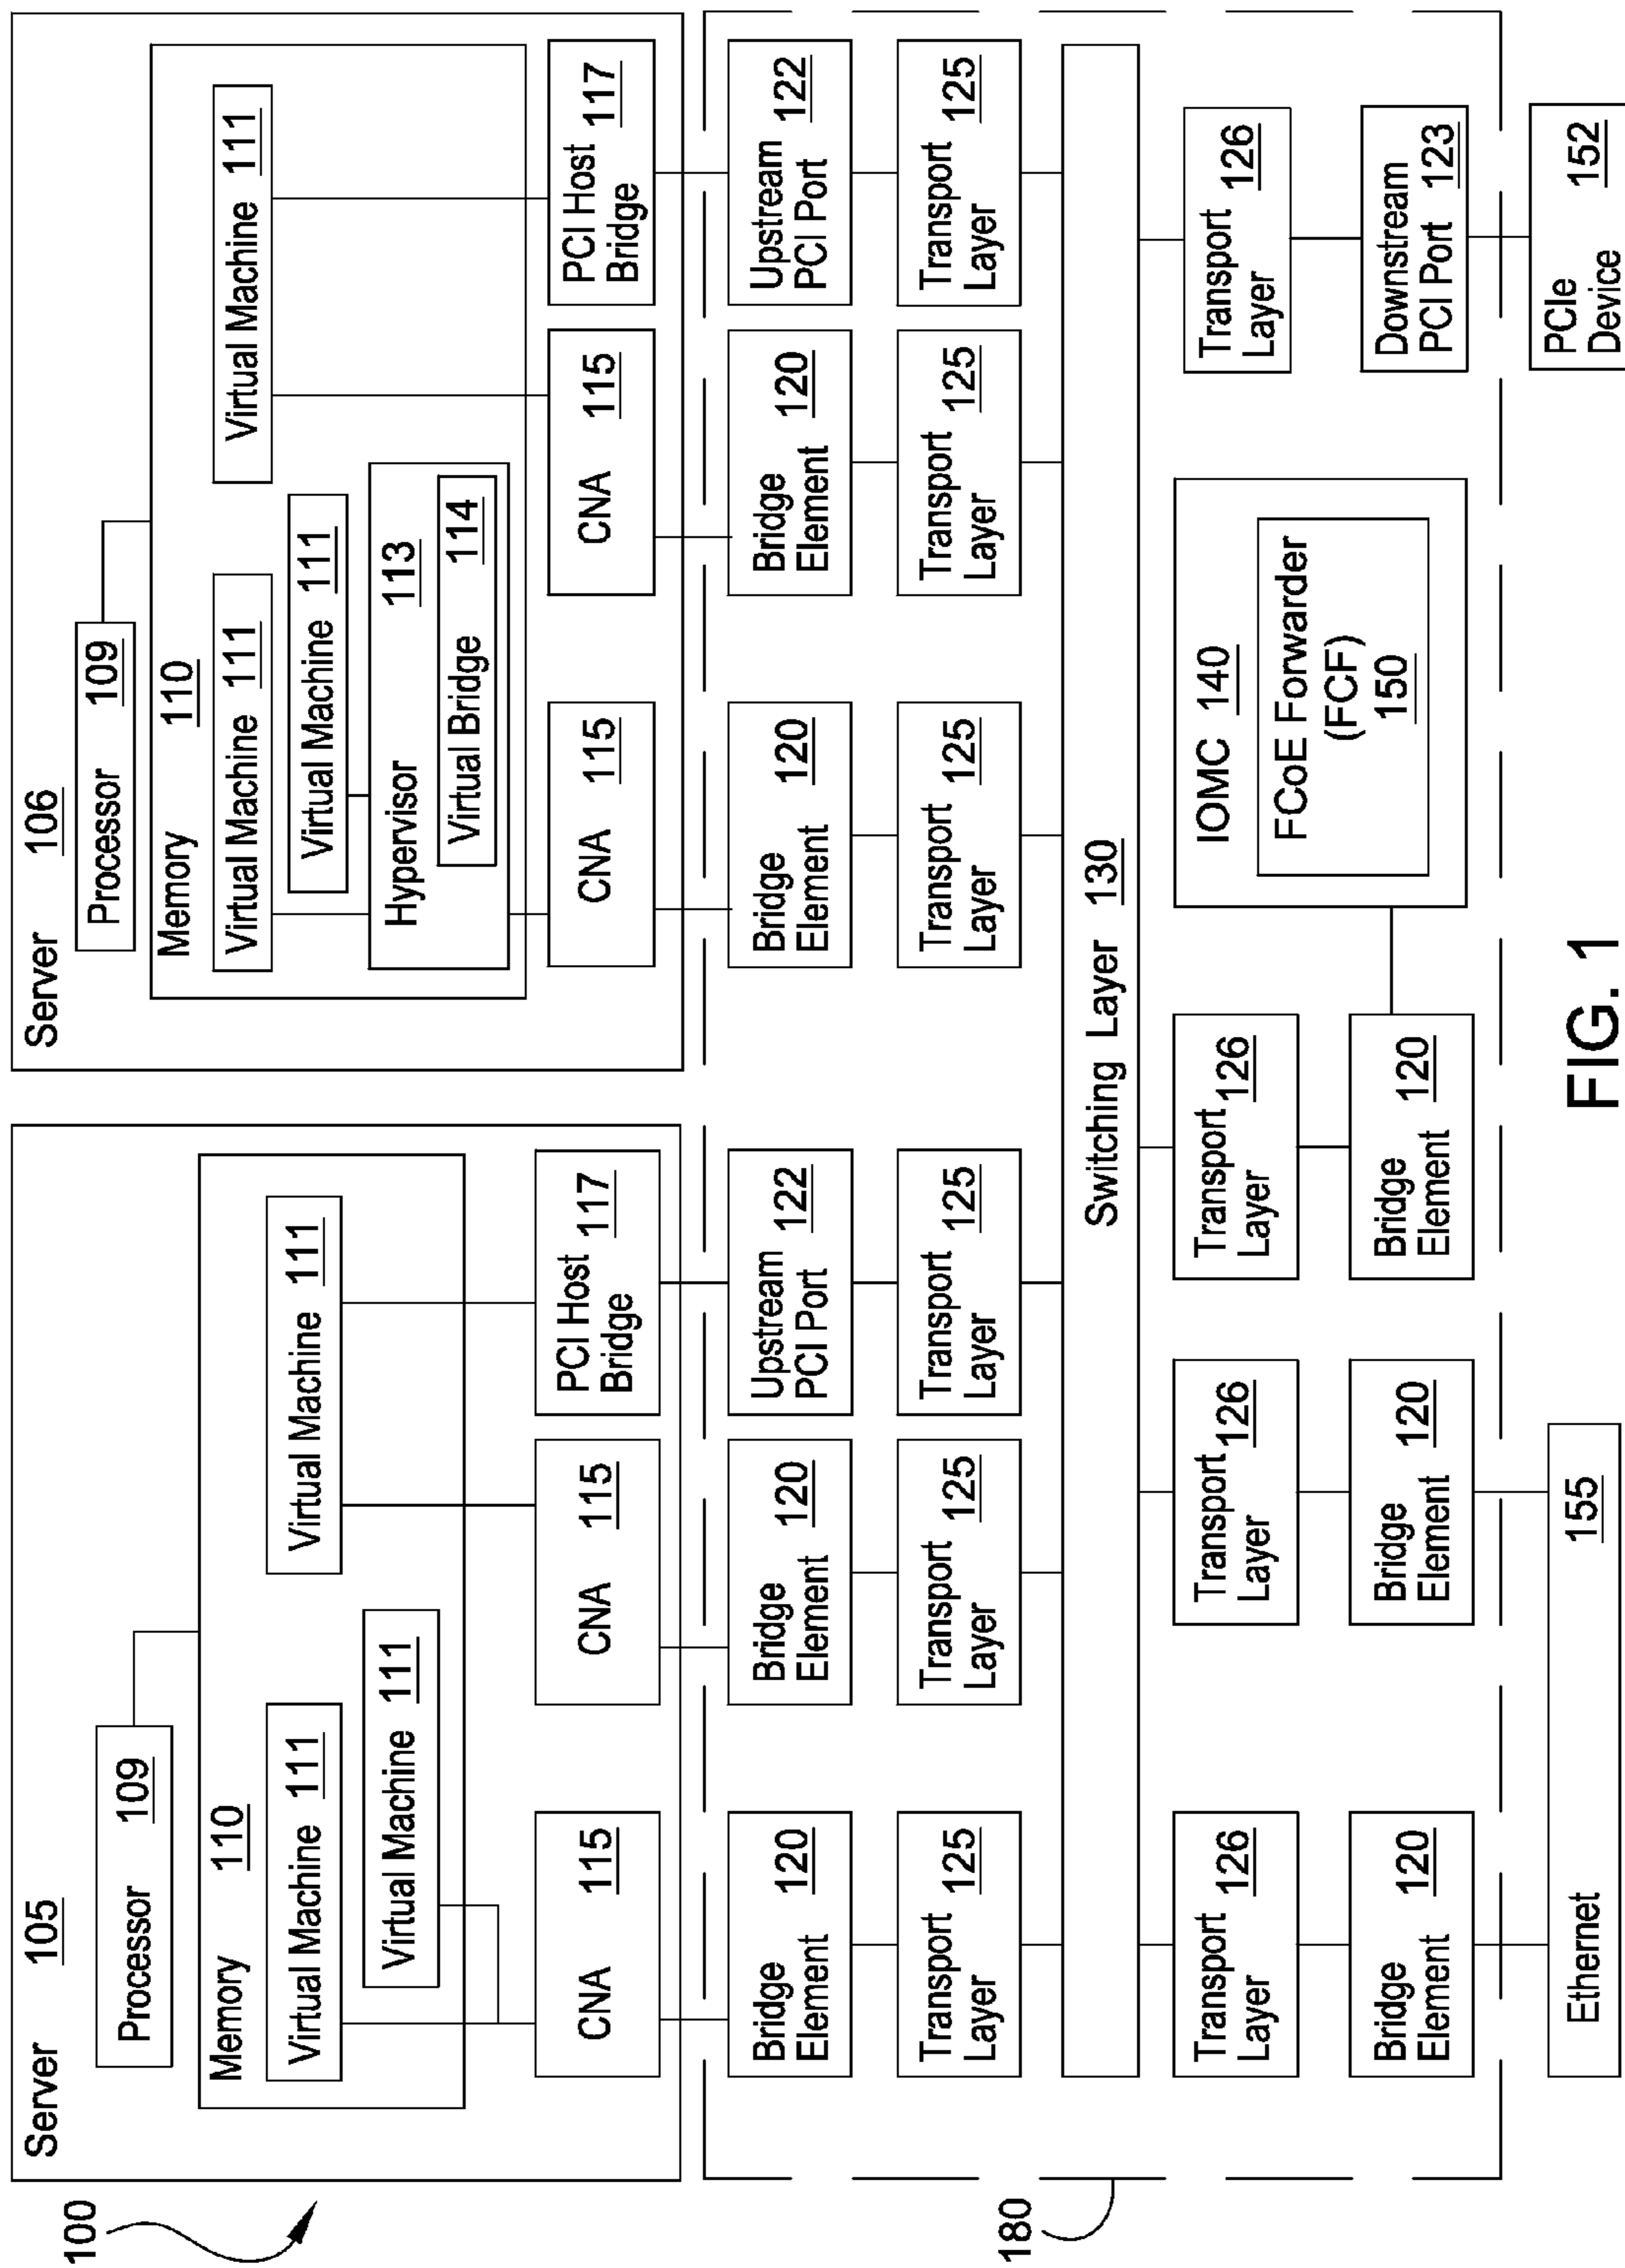 100
Server 105
Processor 109
Memory 110
Virtual Machine 111
Virtual Machine 111
Virtual Machine 111
CNA 115
CNA 115
PCI Host
Bridge 117
Server 106
Processor 109
Memory 110
Virtual Machine 111
Virtual Machine 111
Virtual Machine 111
Hypervisor 113
Virtual Bridge 114
CNA 115
CNA 115
PCI Host
Bridge 117
180
Bridge
Element 120
Bridge
Element 120
Upstream
PCI Port 122
Bridge
Element 120
Bridge
Element 120
Upstream
PCI Port 122
Transport
Layer 125
Transport
Layer 125
Transport
Layer 125
Transport
Layer 125
Transport
Layer 125
Transport
Layer 125
Switching Layer 130
Transport
Layer 126
Transport
Layer 126
Transport
Layer 126
IOMC 140
FCoE Forwarder
(FCF)
150
Transport
Layer 126
Bridge
Element 120
Bridge
Element 120
Bridge
Element 120
Downstream
PCI Port 123
Ethernet 155
PCIe
Device 152
FIG. 1